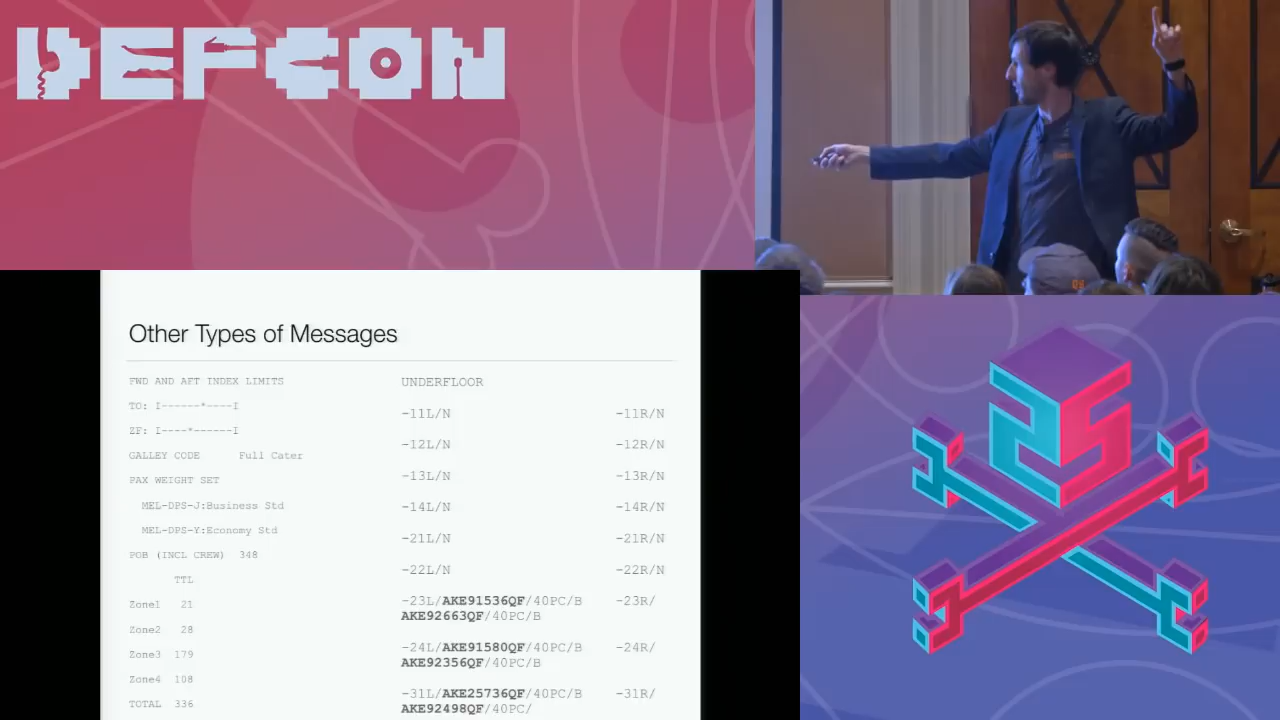 DEFCON
Other Types of Messages
FWD AND AFT INDEX LIMITS
TO: I------*----I
ZF: I----*------I
GALLEY CODE Full Cater
PAX WEIGHT SET
MEL-DPS-J:Business Std
MEL-DPS-Y:Economy Std
POB (INCL CREW) 348
TTL
Zone1 21
Zone2 28
Zone3 179
Zone4 108
TOTAL 336
UNDERFLOOR
-11L/N -11R/N
-12L/N -12R/N
-13L/N -13R/N
-14L/N -14R/N
-21L/N -21R/N
-22L/N -22R/N
-23L/AKE91536QF/40PC/B -23R/
AKE92663QF/40PC/B
-24L/AKE91580QF/40PC/B -24R/
AKE92356QF/40PC/B
-31L/AKE25736QF/40PC/B -31R/
AKE92498QF/40PC/
25